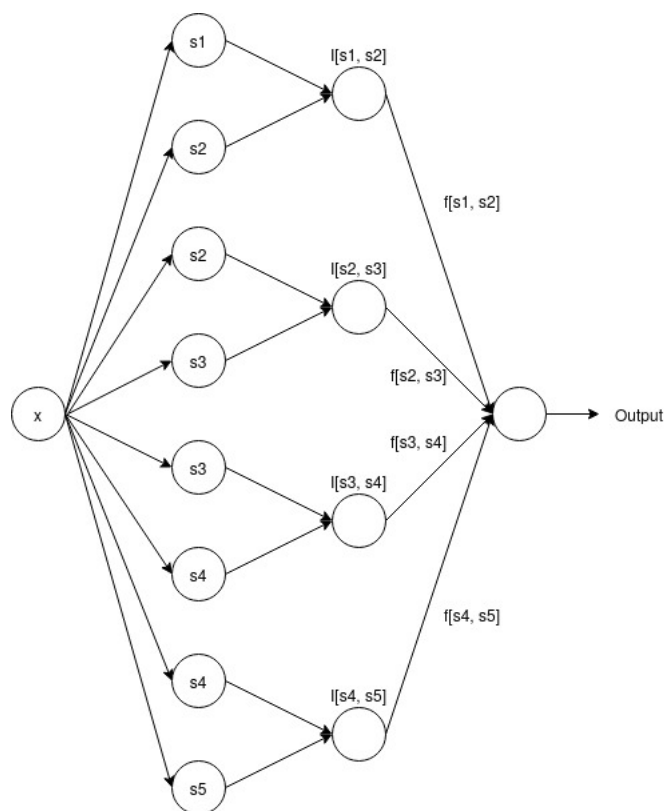 s1
s2
I[s1, s2]
f[s1, s2]
s2
s3
I[s2, s3]
f[s2, s3]
x
Output
s3
s4
I[s3, s4]
f[s3, s4]
s4
s5
I[s4, s5]
f[s4, s5]